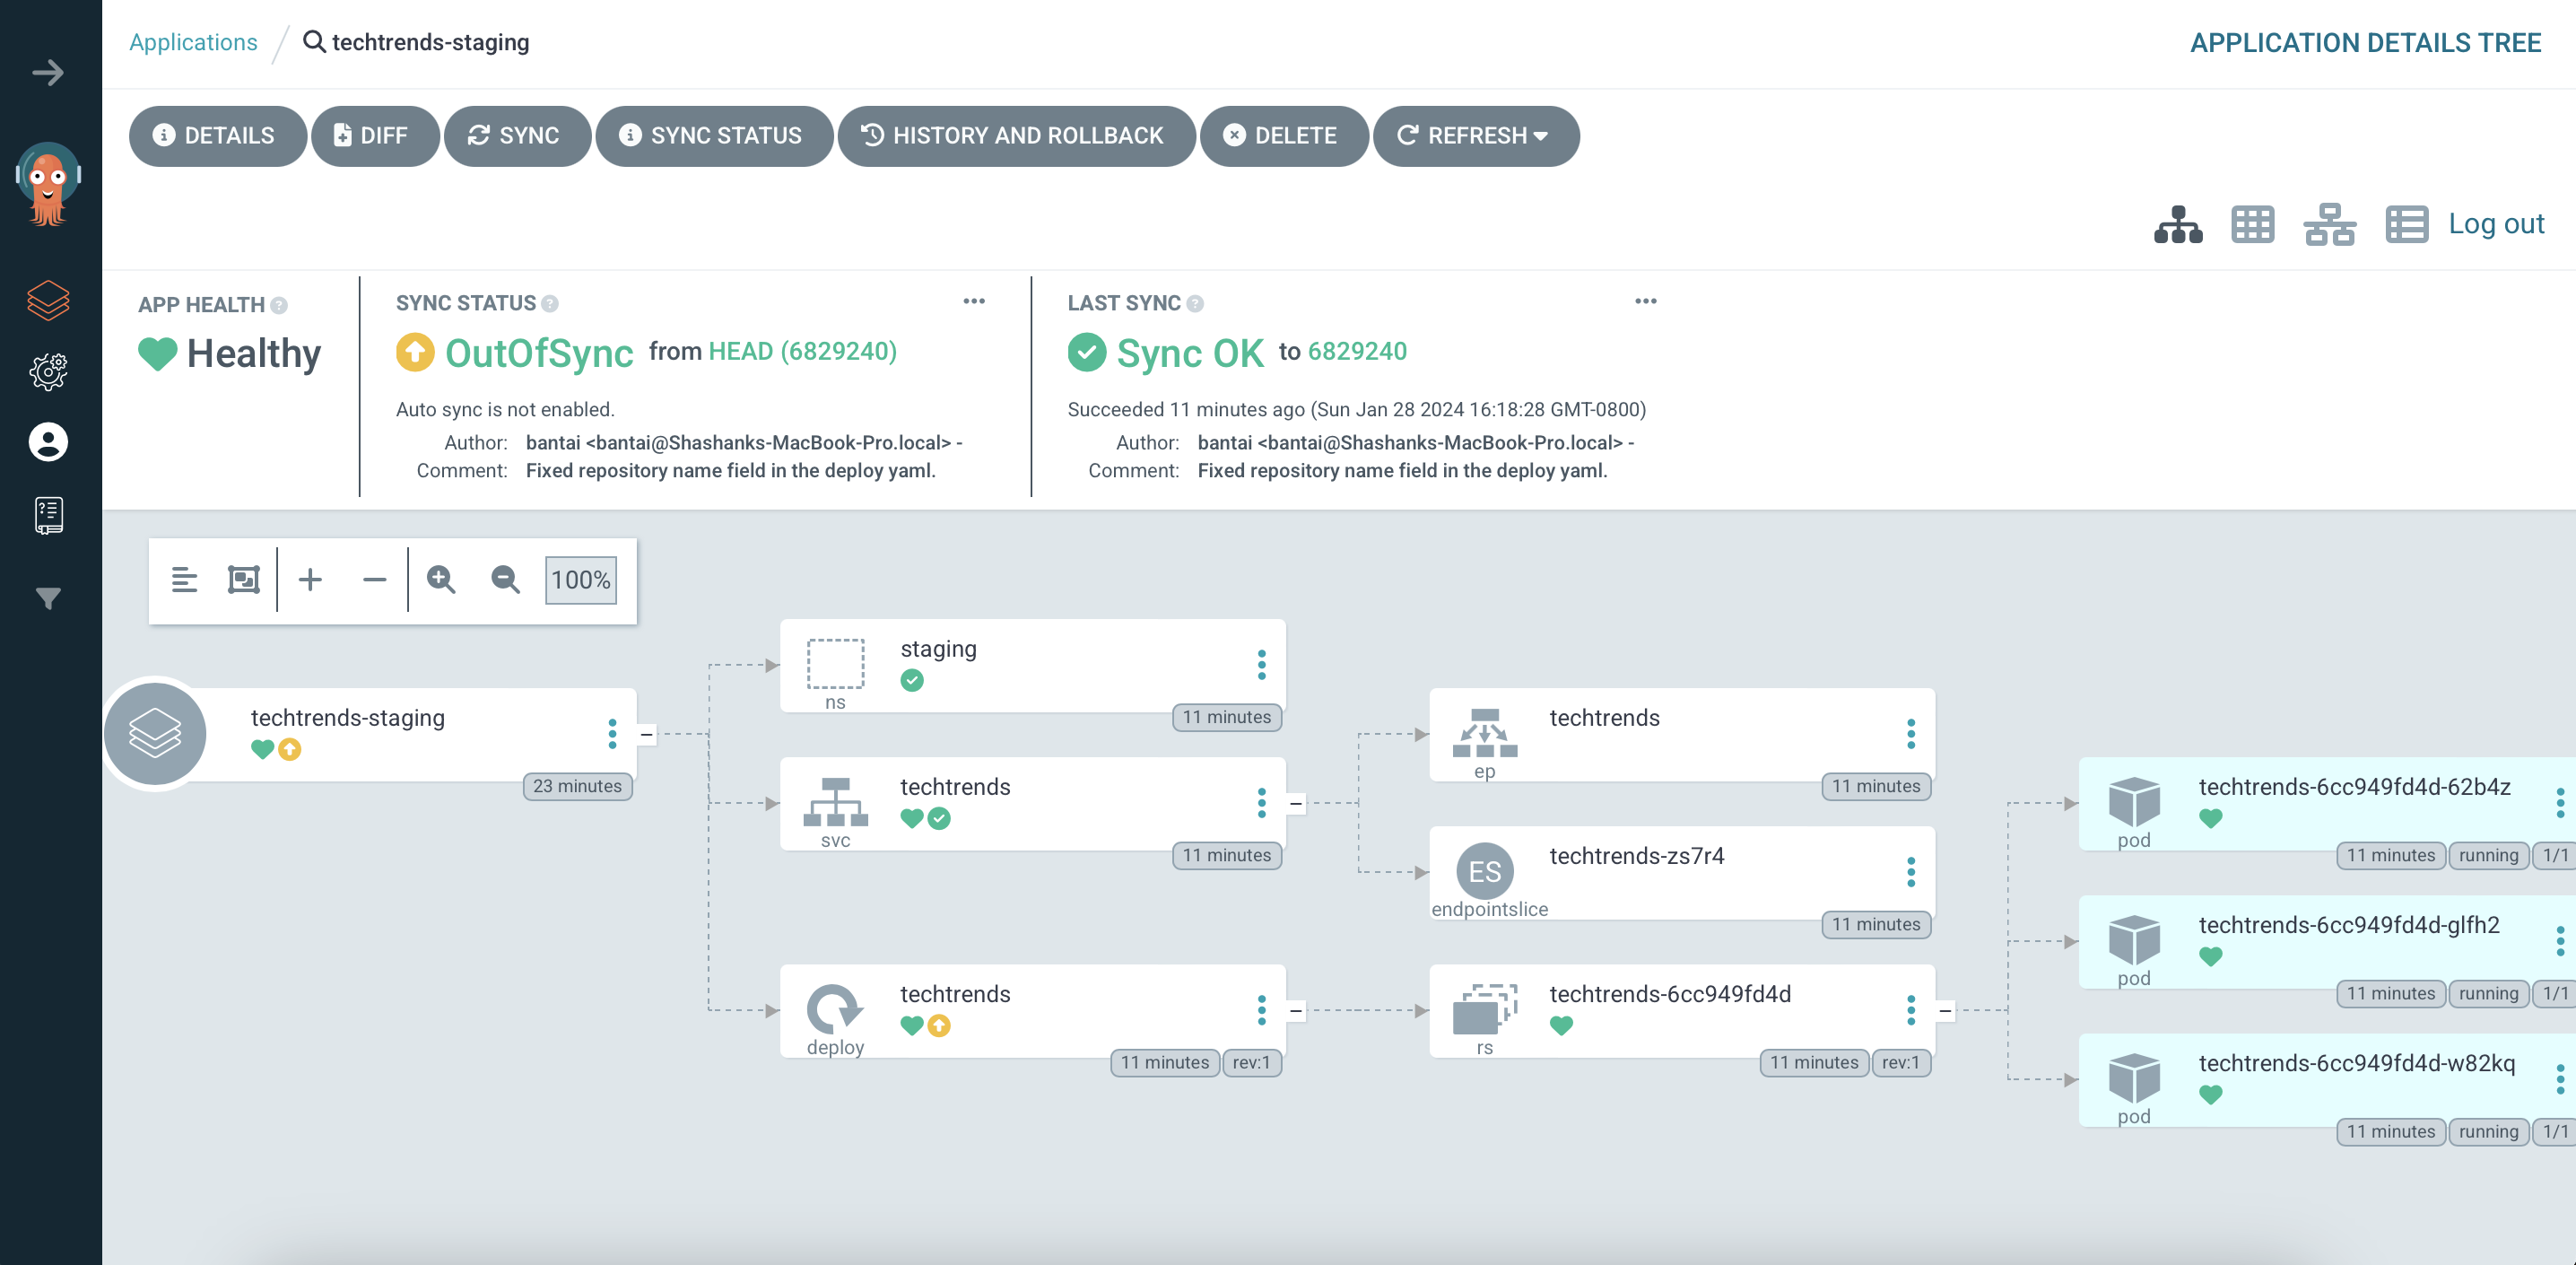 Applications / techtrends-staging
APPLICATION DETAILS TREE
DETAILS DIFF SYNC SYNC STATUS HISTORY AND ROLLBACK DELETE REFRESH
Log out
APP HEALTH ?
Healthy
SYNC STATUS ?
OutOfSync from HEAD (6829240)
Auto sync is not enabled.
Author: bantai <bantai@Shashanks-MacBook-Pro.local> -
Comment: Fixed repository name field in the deploy yaml.
LAST SYNC ?
Sync OK to 6829240
Succeeded 11 minutes ago (Sun Jan 28 2024 16:18:28 GMT-0800)
Author: bantai <bantai@Shashanks-MacBook-Pro.local> -
Comment: Fixed repository name field in the deploy yaml.
100%
techtrends-staging
23 minutes
staging
ns
11 minutes
techtrends
svc
11 minutes
techtrends
deploy
11 minutes rev:1
techtrends
ep
11 minutes
ES
techtrends-zs7r4
endpointslice
11 minutes
techtrends-6cc949fd4d
rs
11 minutes rev:1
techtrends-6cc949fd4d-62b4z
pod
11 minutes running 1/1
techtrends-6cc949fd4d-glfh2
pod
11 minutes running 1/1
techtrends-6cc949fd4d-w82kq
pod
11 minutes running 1/1